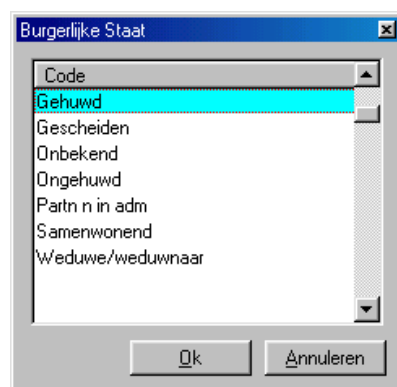 Burgerlijke Staat
Code
Gehuwd
Gescheiden
Onbekend
Ongehuwd
Partn n in adm
Samenwonend
Weduwe/weduwnaar
Ok
Annuleren